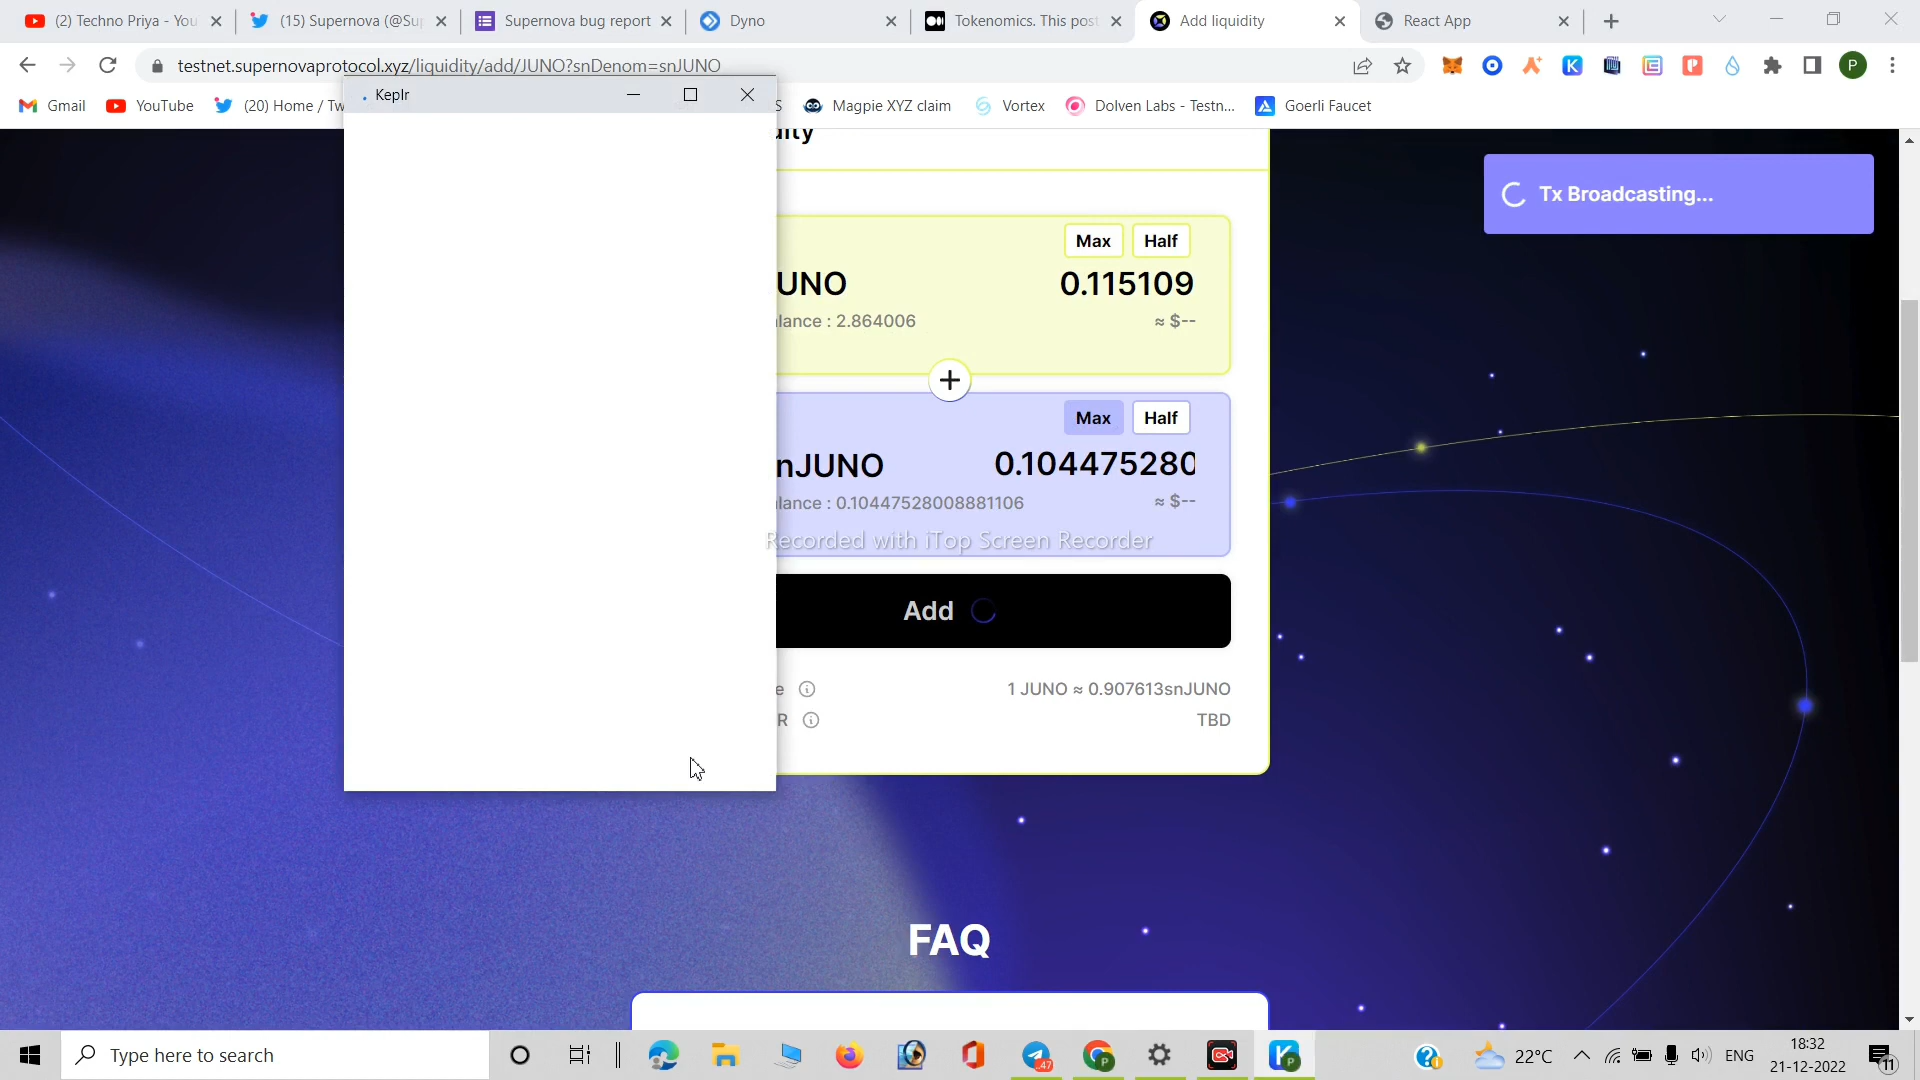 (2) Techno Priya - You
(15) Supernova (@Sup
Supernova bug report
Dyno
Tokenomics. This post
Add liquidity
React App
testnet.supernovaprotocol.xyz/liquidity/add/JUNO?snDenom=snJUNO
P
Gmail
YouTube
(20) Home / Tw
S
Magpie XYZ claim
Vortex
Dolven Labs - Testn...
Goerli Faucet
Keplr
Tx Broadcasting...
Max
Half
UNO
0.115109
lance : 2.864006
≈ $--
+
Max
Half
nJUNO
0.104475280
lance : 0.10447528008881106
≈ $--
Recorded with iTop Screen Recorder
Add
e
1 JUNO ≈ 0.907613snJUNO
R
TBD
FAQ
Type here to search
47
22°C
ENG
18:32
21-12-2022
11